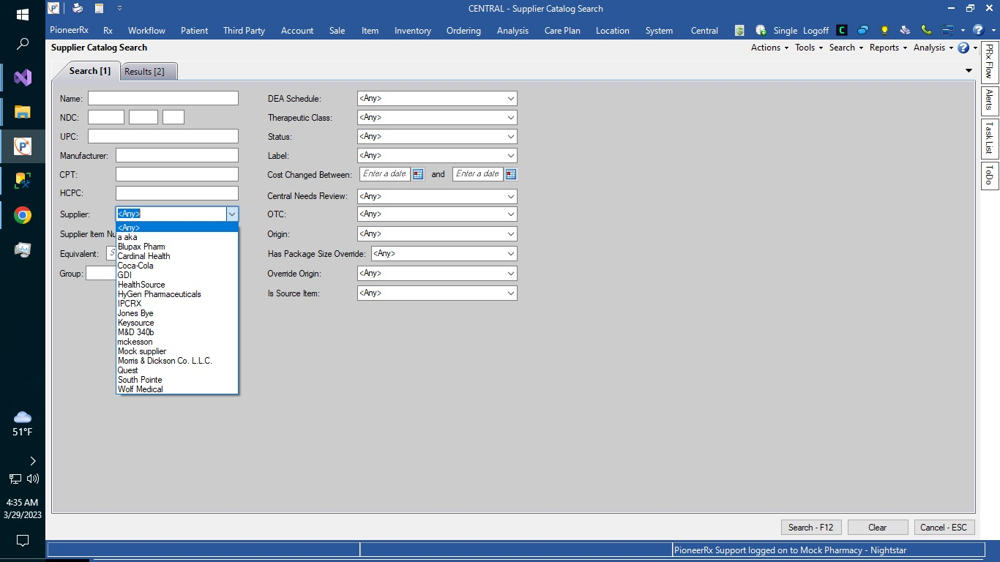 CENTRAL - Supplier Catalog Search
PioneerRx Rx Workflow Patient Third Party Account Sale Item Inventory Ordering Analysis Care Plan Location System Central Single Logoff
Supplier Catalog Search
Actions Tools Search Reports Analysis
Search [1] Results [2]
Name:
NDC:
UPC:
Manufacturer:
CPT:
HCPC:
Supplier: <Any>
<Any>
a aka
Blupax Pharm
Cardinal Health
Coca-Cola
GDI
HealthSource
HyGen Pharmaceuticals
IPCRX
Jones Bye
Keysource
M&D 340b
mckesson
Mock supplier
Morris & Dickson Co. L.L.C.
Quest
South Pointe
Wolf Medical
Supplier Item Nu
Equivalent: S
Group:
DEA Schedule: <Any>
Therapeutic Class: <Any>
Status: <Any>
Label: <Any>
Cost Changed Between: Enter a date and Enter a date
Central Needs Review: <Any>
OTC: <Any>
Origin: <Any>
Has Package Size Override: <Any>
Override Origin: <Any>
Is Source Item: <Any>
PRx Flow
Alerts
Task List
ToDo
Search - F12 Clear Cancel - ESC
PioneerRx Support logged on to Mock Pharmacy - Nightstar
51°F
4:35 AM
3/29/2023